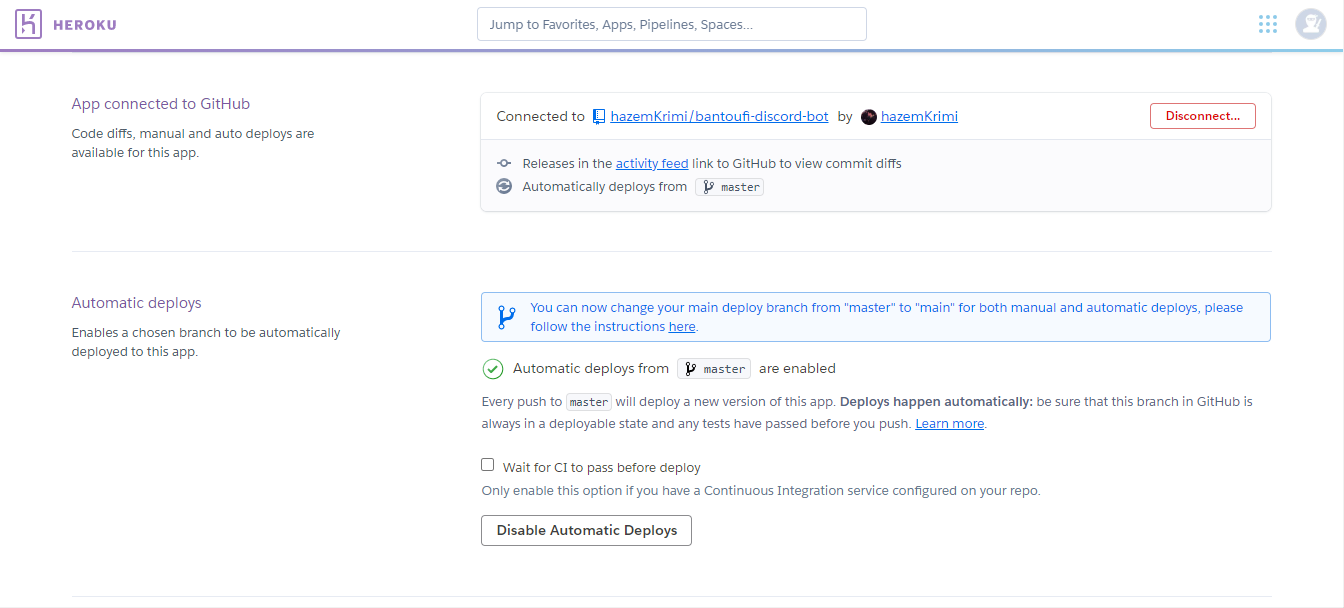 HEROKU
Jump to Favorites, Apps, Pipelines, Spaces...
App connected to GitHub
Code diffs, manual and auto deploys are
available for this app.
Connected to hazemKrimi/bantoufi-discord-bot by hazemKrimi
Disconnect...
Releases in the activity feed link to GitHub to view commit diffs
Automatically deploys from master
Automatic deploys
Enables a chosen branch to be automatically
deployed to this app.
You can now change your main deploy branch from "master" to "main" for both manual and automatic deploys, please
follow the instructions here.
Automatic deploys from master are enabled
Every push to master will deploy a new version of this app. Deploys happen automatically: be sure that this branch in GitHub is
always in a deployable state and any tests have passed before you push. Learn more.
Wait for CI to pass before deploy
Only enable this option if you have a Continuous Integration service configured on your repo.
Disable Automatic Deploys